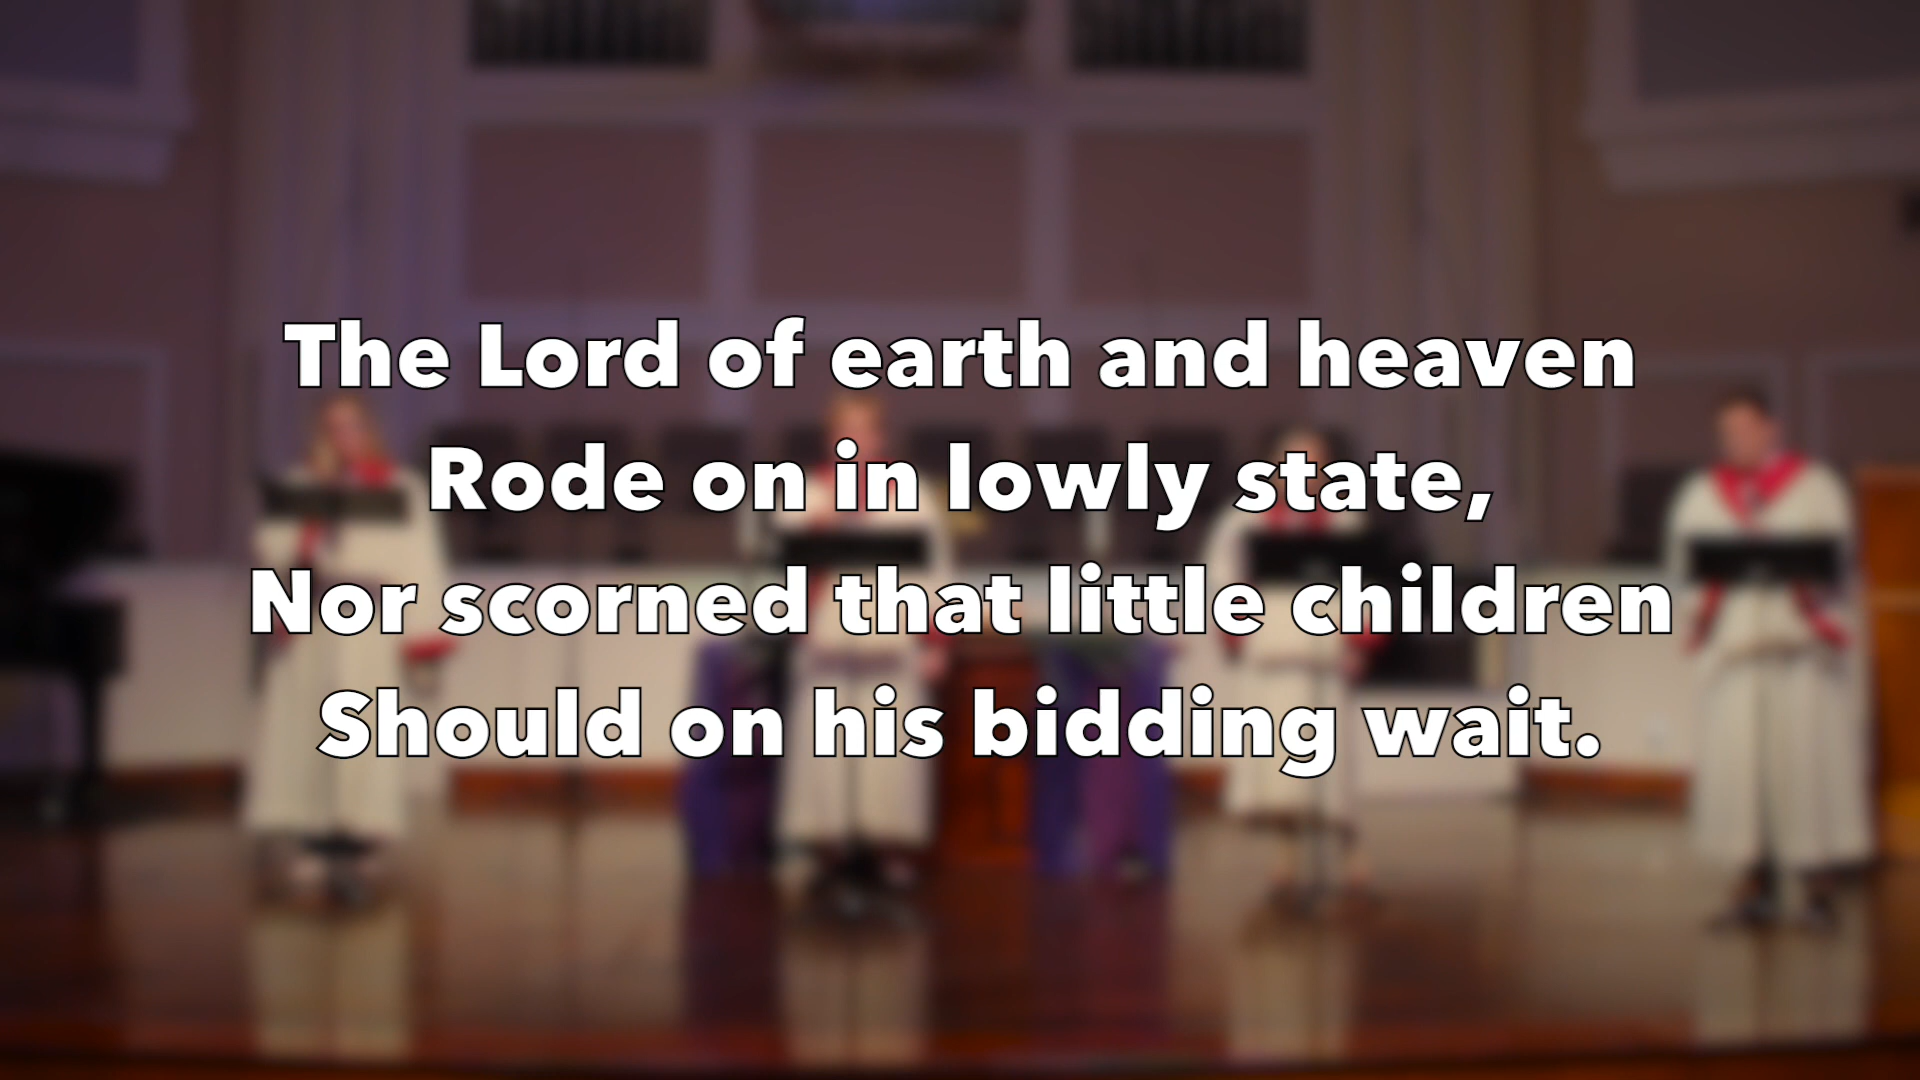 The Lord of earth and heaven
Rode on in lowly state,
Nor scorned that little children
Should on his bidding wait.